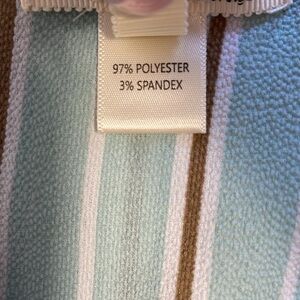 97% POLYESTER
3% SPANDEX